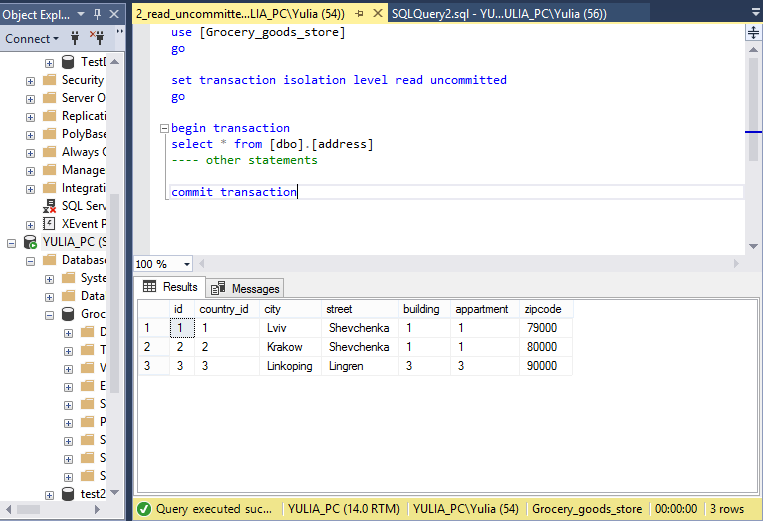 Object Expl...
2_read_uncommitte...LIA_PC\Yulia (54))
SQLQuery2.sql - YU...ULIA_PC\Yulia (56))
Connect
TestD
Security
Server O
Replicati
PolyBase
Always O
Manage
Integrati
SQL Serv
XEvent P
YULIA_PC (S
Databas
Syste
Data
Groc
D
T
V
E
S
P
S
S
S
test2
use [Grocery_goods_store]
go
set transaction isolation level read uncommitted
go
begin transaction
select * from [dbo].[address]
---- other statements
commit transaction
100 %
Results
Messages
id country_id city street building appartment zipcode
1 1 1 Lviv Shevchenka 1 1 79000
2 2 2 Krakow Shevchenka 1 1 80000
3 3 3 Linkoping Lingren 3 3 90000
Query executed suc... YULIA_PC (14.0 RTM) YULIA_PC\Yulia (54) Grocery_goods_store 00:00:00 3 rows